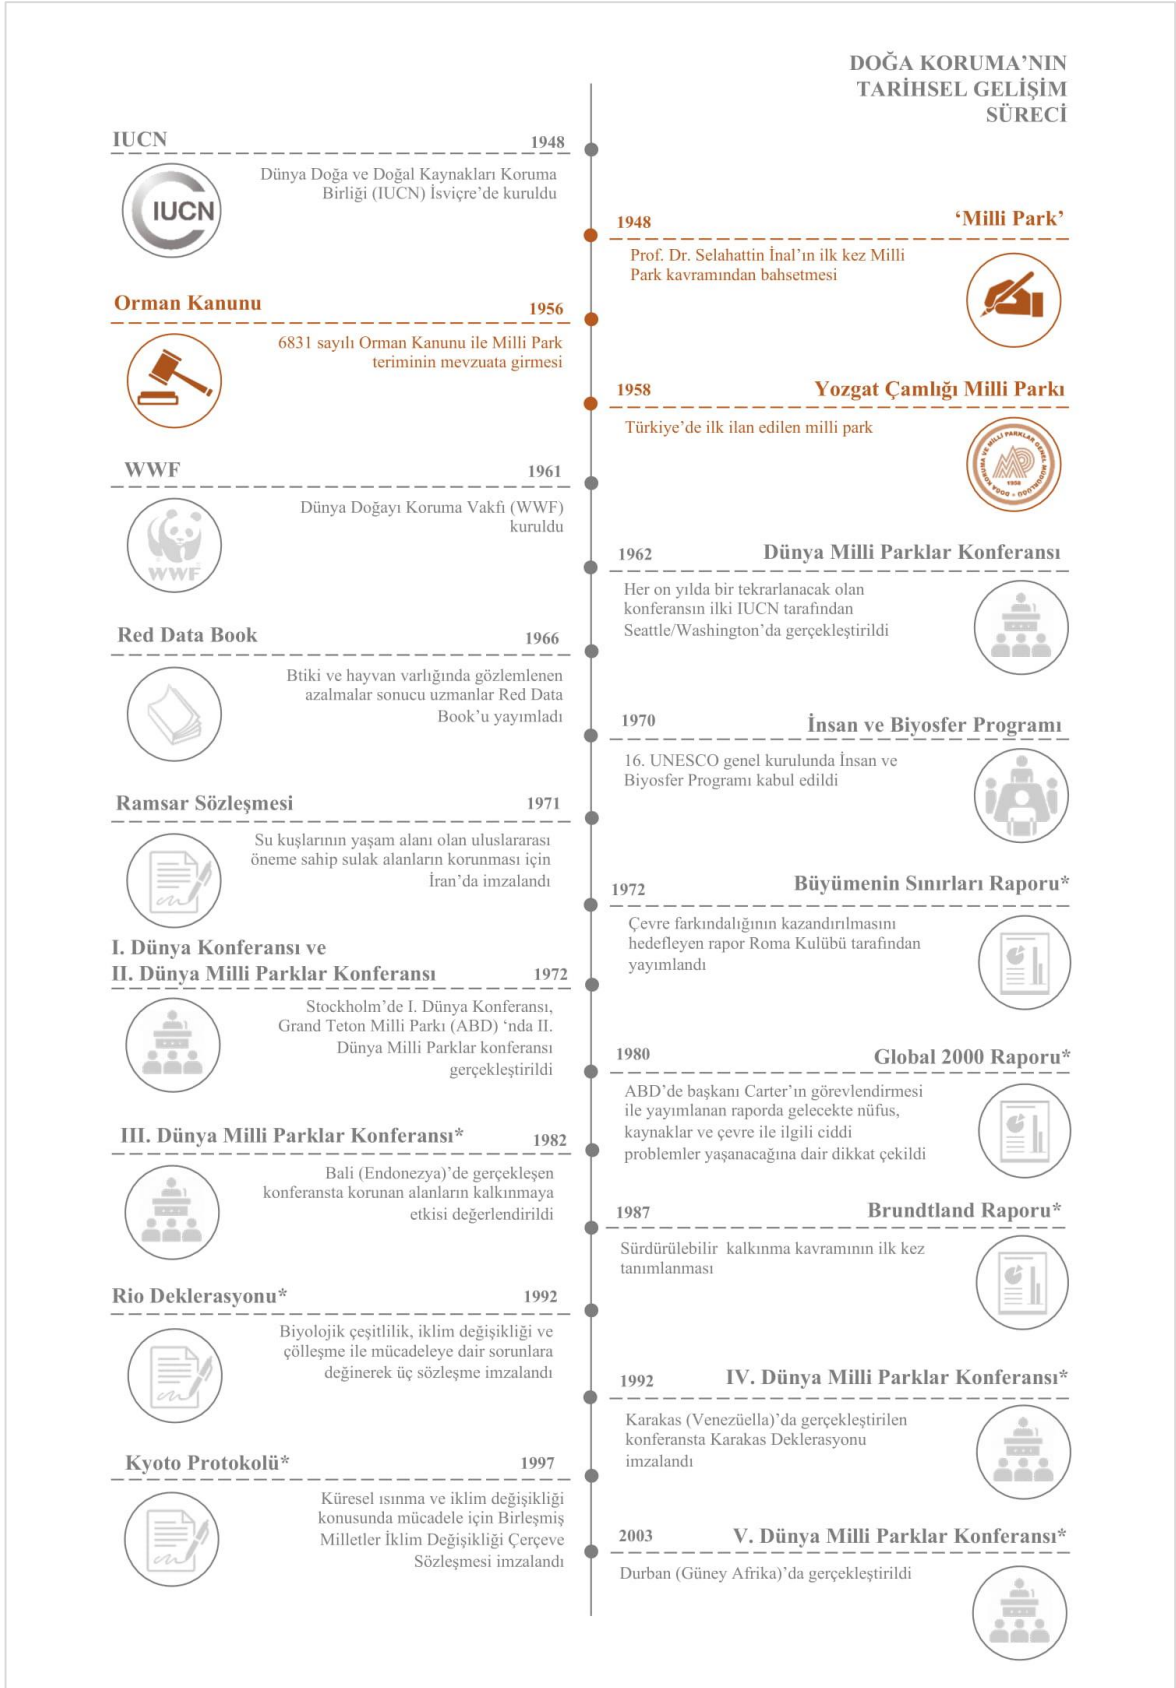 DOĞA KORUMA’NIN
TARİHSEL GELİŞİM
SÜRECİ
IUCN
1948
IUCN
Dünya Doğa ve Doğal Kaynakları Koruma
Birliği (IUCN) İsviçre’de kuruldu
1948
‘Milli Park’
Prof. Dr. Selahattin İnal’ın ilk kez Milli
Park kavramından bahsetmesi
Orman Kanunu
1956
6831 sayılı Orman Kanunu ile Milli Park
teriminin mevzuata girmesi
1958
Yozgat Çamlığı Milli Parkı
Türkiye’de ilk ilan edilen milli park
DOĞA KORUMA VE MİLLİ PARKLAR GENEL MÜDÜRLÜĞÜ
1958
WWF
1961
WWF
Dünya Doğayı Koruma Vakfı (WWF)
kuruldu
1962
Dünya Milli Parklar Konferansı
Her on yılda bir tekrarlanacak olan
konferansın ilki IUCN tarafından
Seattle/Washington’da gerçekleştirildi
Red Data Book
1966
Btiki ve hayvan varlığında gözlemlenen
azalmalar sonucu uzmanlar Red Data
Book’u yayımladı
1970
İnsan ve Biyosfer Programı
16. UNESCO genel kurulunda İnsan ve
Biyosfer Programı kabul edildi
Ramsar Sözleşmesi
1971
Su kuşlarının yaşam alanı olan uluslararası
öneme sahip sulak alanların korunması için
İran’da imzalandı
1972
Büyümenin Sınırları Raporu*
Çevre farkındalığının kazandırılmasını
hedefleyen rapor Roma Kulübü tarafından
yayımlandı
I. Dünya Konferansı ve
II. Dünya Milli Parklar Konferansı
1972
Stockholm’de I. Dünya Konferansı,
Grand Teton Milli Parkı (ABD) ‘nda II.
Dünya Milli Parklar konferansı
gerçekleştirildi
1980
Global 2000 Raporu*
ABD’de başkanı Carter’ın görevlendirmesi
ile yayımlanan raporda gelecekte nüfus,
kaynaklar ve çevre ile ilgili ciddi
problemler yaşanacağına dair dikkat çekildi
III. Dünya Milli Parklar Konferansı*
1982
Bali (Endonezya)’de gerçekleşen
konferansta korunan alanların kalkınmaya
etkisi değerlendirildi
1987
Brundtland Raporu*
Sürdürülebilir kalkınma kavramının ilk kez
tanımlanması
Rio Deklerasyonu*
1992
Biyolojik çeşitlilik, iklim değişikliği ve
çölleşme ile mücadeleye dair sorunlara
değinerek üç sözleşme imzalandı
1992
IV. Dünya Milli Parklar Konferansı*
Karakas (Venezüella)’da gerçekleştirilen
konferansta Karakas Deklerasyonu
imzalandı
Kyoto Protokolü*
1997
Küresel ısınma ve iklim değişikliği
konusunda mücadele için Birleşmiş
Milletler İklim Değişikliği Çerçeve
Sözleşmesi imzalandı
2003
V. Dünya Milli Parklar Konferansı*
Durban (Güney Afrika)’da gerçekleştirildi